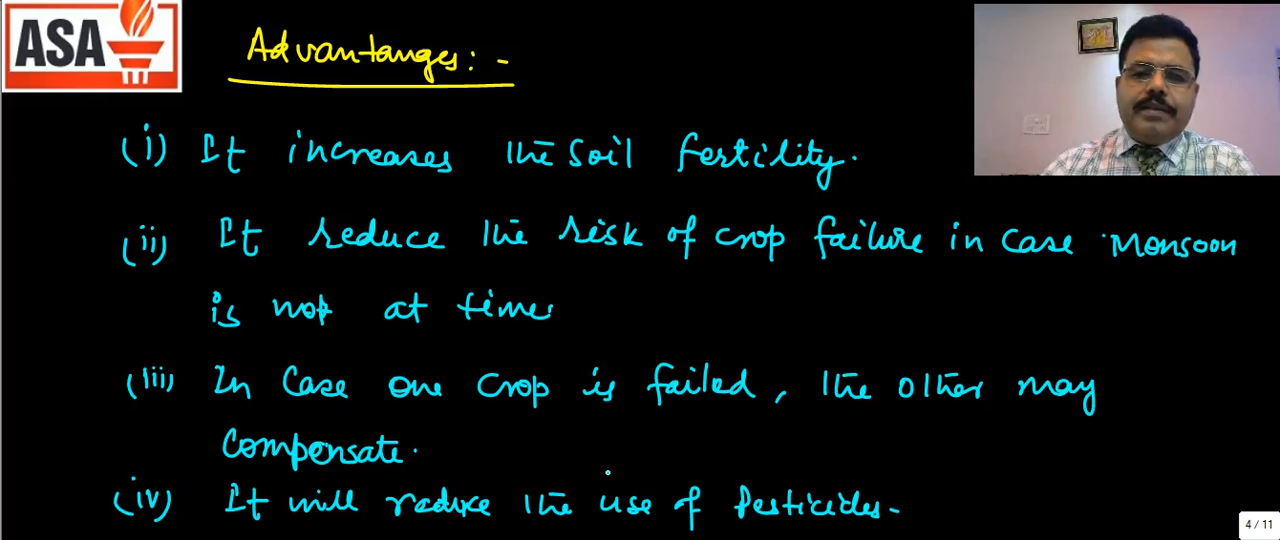 ASA
Advantanges:-
(i) It increases the soil fertility.
(ii) It reduce the risk of crop failure in case Monsoon
is not at time
(iii) In Case one crop is failed, the other may
compensate.
(iv) It will reduce the use of Pesticides-
4 / 11